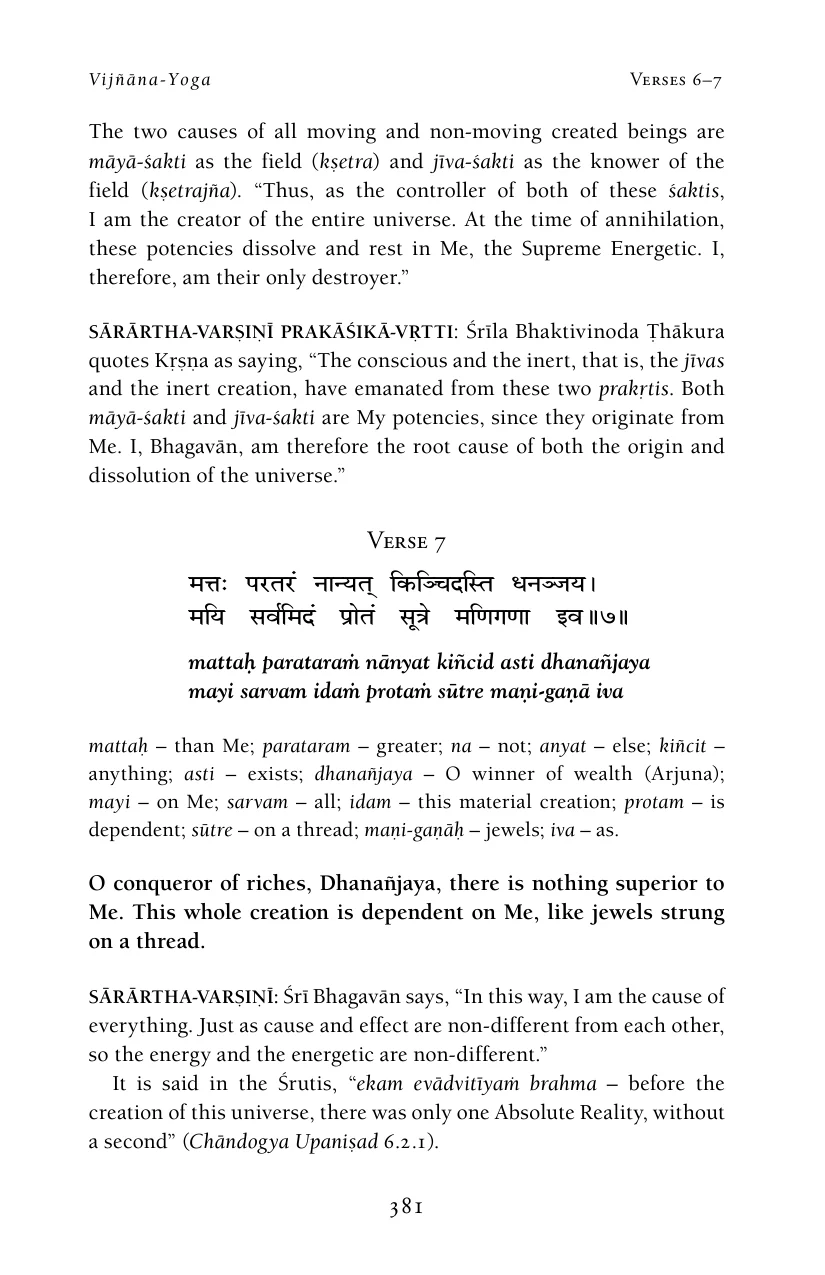 Vijñāna-Yoga Verses 6–7
The two causes of all moving and non-moving created beings are
māyā-śakti as the field (kṣetra) and jīva-śakti as the knower of the
field (kṣetrajña). “Thus, as the controller of both of these śaktis,
I am the creator of the entire universe. At the time of annihilation,
these potencies dissolve and rest in Me, the Supreme Energetic. I,
therefore, am their only destroyer.”
SĀRĀRTHA-VARṢIṆĪ PRAKĀŚIKĀ-VṚTTI: Śrīla Bhaktivinoda Ṭhākura
quotes Kṛṣṇa as saying, “The conscious and the inert, that is, the jīvas
and the inert creation, have emanated from these two prakṛtis. Both
māyā-śakti and jīva-śakti are My potencies, since they originate from
Me. I, Bhagavān, am therefore the root cause of both the origin and
dissolution of the universe.”
Verse 7
मत्तः परतरं नान्यत् किञ्चिदस्ति धनञ्जय।
मयि सर्वमिदं प्रोतं सूत्रे मणिगणा इव॥७॥
mattaḥ parataraṁ nānyat kiñcid asti dhanañjaya
mayi sarvam idaṁ protaṁ sūtre maṇi-gaṇā iva
mattaḥ – than Me; parataram – greater; na – not; anyat – else; kiñcit –
anything; asti – exists; dhanañjaya – O winner of wealth (Arjuna);
mayi – on Me; sarvam – all; idam – this material creation; protam – is
dependent; sūtre – on a thread; maṇi-gaṇāḥ – jewels; iva – as.
O conqueror of riches, Dhanañjaya, there is nothing superior to
Me. This whole creation is dependent on Me, like jewels strung
on a thread.
SĀRĀRTHA-VARṢIṆĪ: Śrī Bhagavān says, “In this way, I am the cause of
everything. Just as cause and effect are non-different from each other,
so the energy and the energetic are non-different.”
It is said in the Śrutis, “ekam evādvitīyaṁ brahma – before the
creation of this universe, there was only one Absolute Reality, without
a second” (Chāndogya Upaniṣad 6.2.1).
381